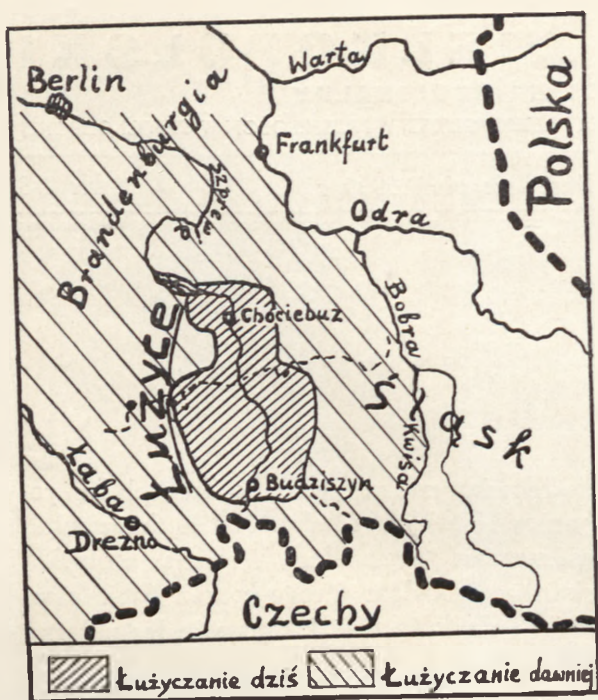 Warta
Berlin
Polska
Brandenburgia
Frankfurt
Szprewa
Odra
Bobra
Chóciebuż
Łużyce
Śląsk
Kwisa
Łaba
Budziszyn
Drezno
Czechy
Łużyczanie dziś
Łużyczanie dawniej